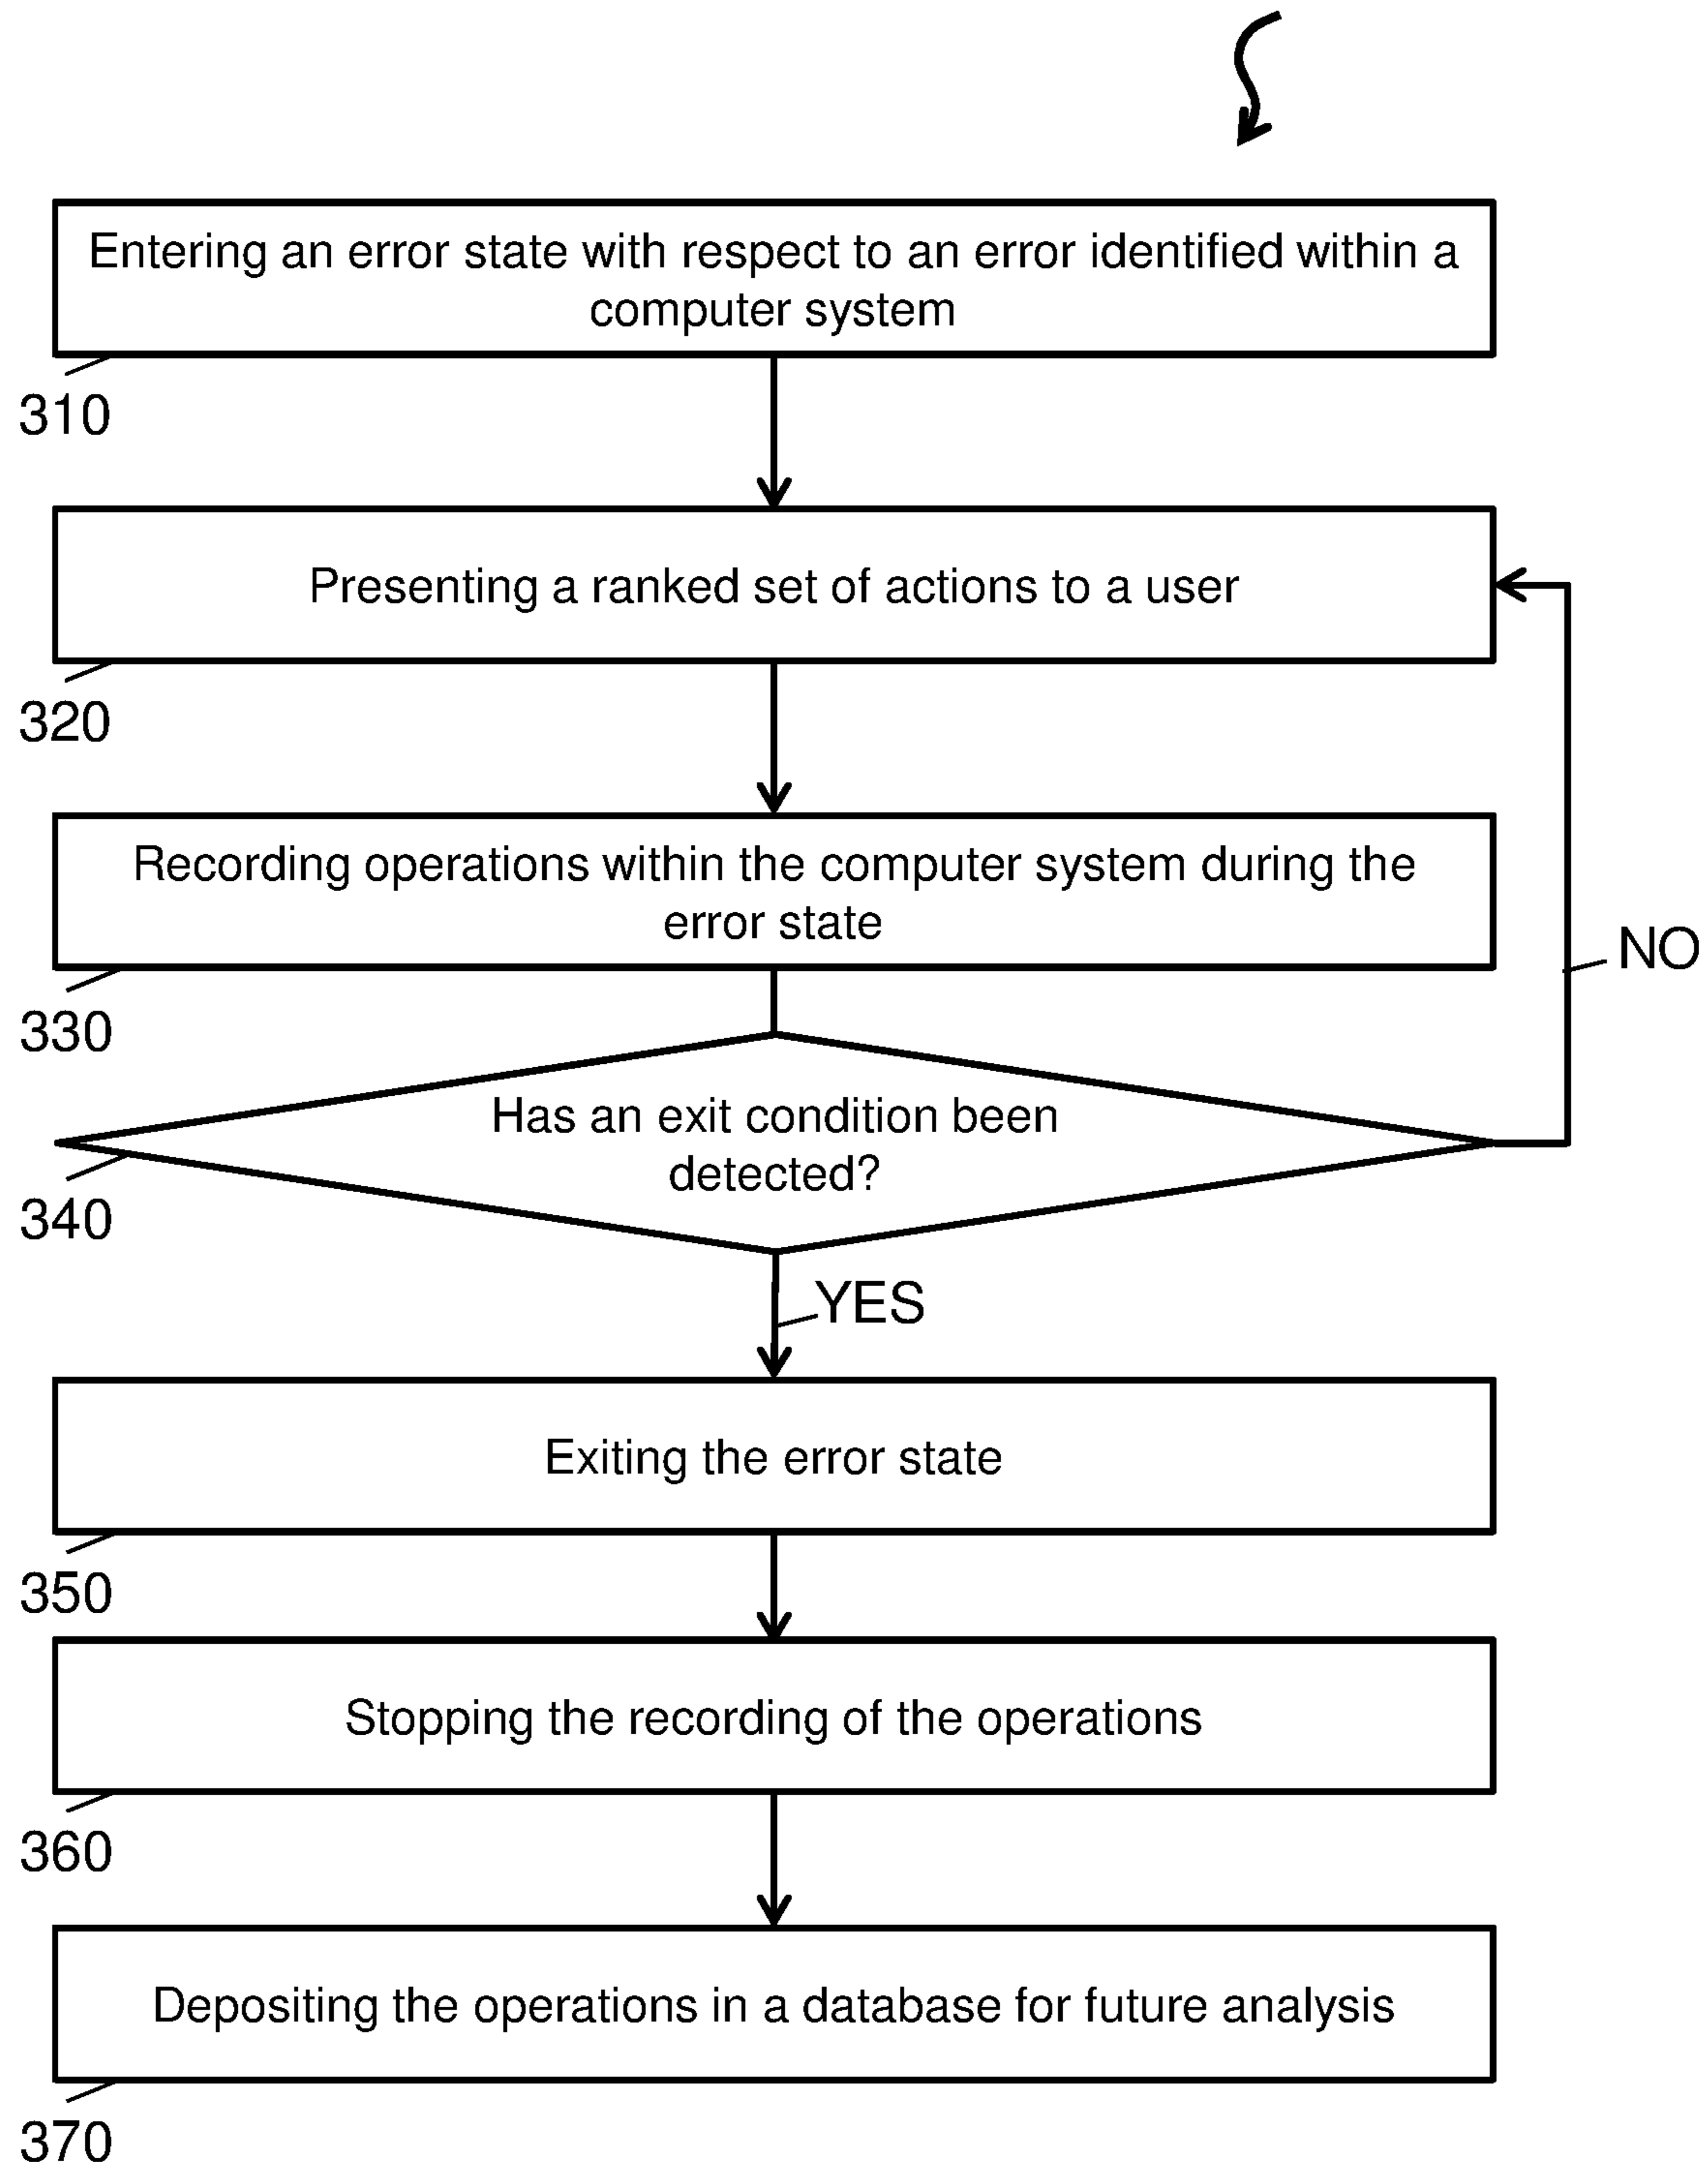 Entering an error state with respect to an error identified within a
computer system
310
Presenting a ranked set of actions to a user
320
Recording operations within the computer system during the
error state
NO
330
Has an exit condition been
detected?
340
YES
Exiting the error state
350
Stopping the recording of the operations
360
Depositing the operations in a database for future analysis
370